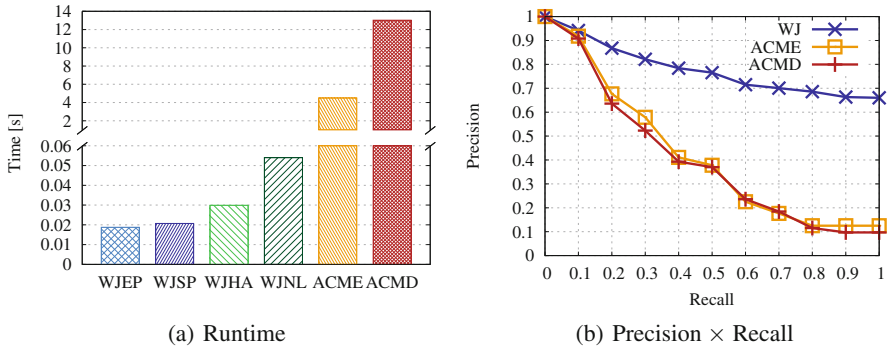 14
12
10
8
6
4
2
0.06
0.05
0.04
0.03
0.02
0.01
0
Time [s]
WJEP WJSP WJHA WJNL ACME ACMD
(a) Runtime
1
0.9
0.8
0.7
0.6
0.5
0.4
0.3
0.2
0.1
0
Precision
WJ
ACME
ACMD
0 0.1 0.2 0.3 0.4 0.5 0.6 0.7 0.8 0.9 1
Recall
(b) Precision × Recall